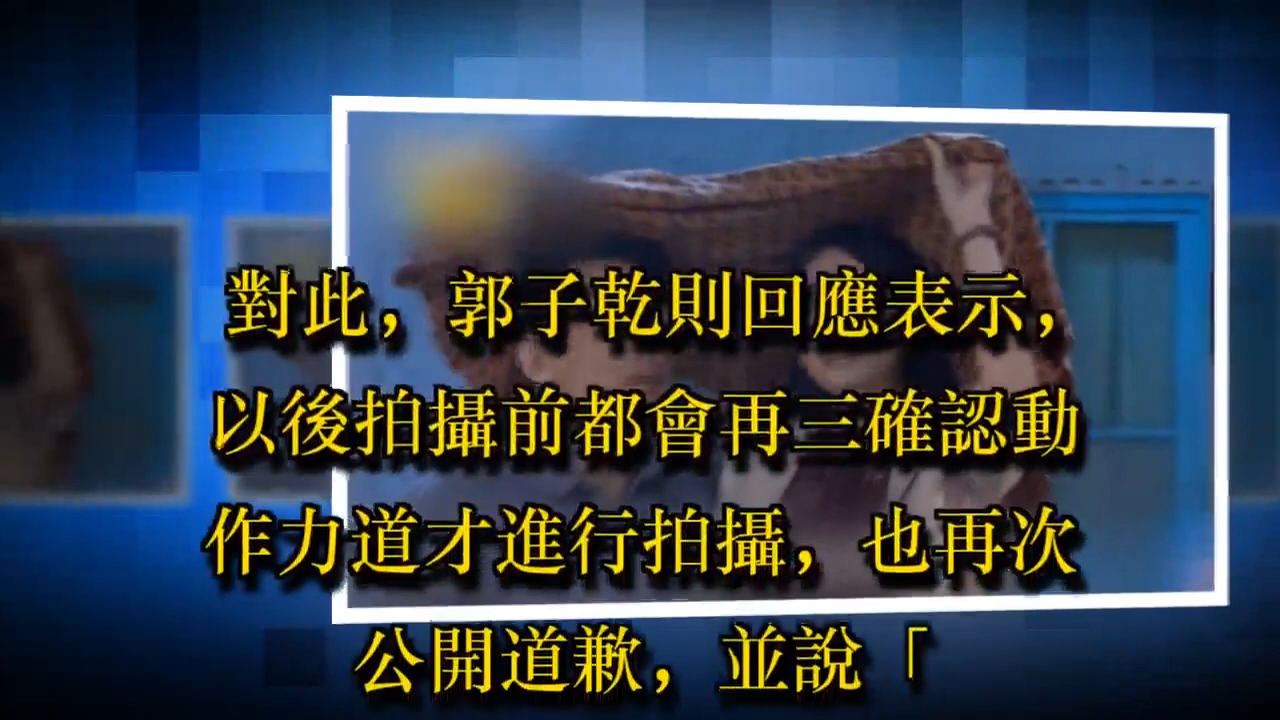 對此，郭子乾則回應表示，
以後拍攝前都會再三確認動
作力道才進行拍攝，也再次
公開道歉，並說「